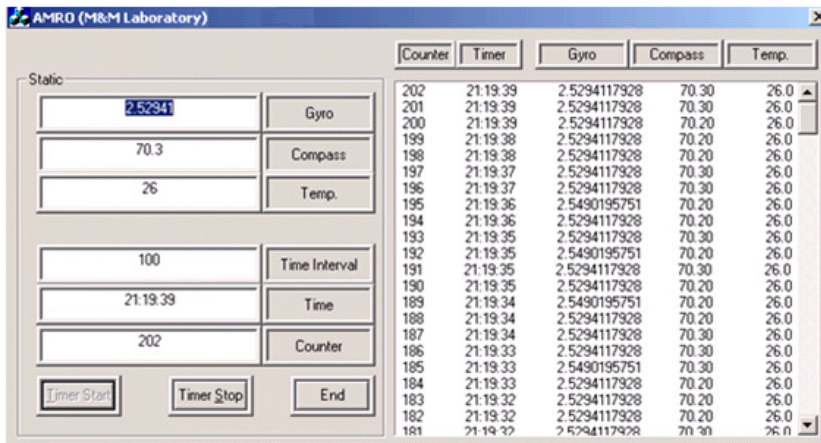 AMRO (M&M Laboratory)
Counter Timer Gyro Compass Temp.
Static
2.52941 Gyro
70.3 Compass
26 Temp.
100 Time Interval
21:19:39 Time
202 Counter
Timer Start Timer Stop End
202 21:19:39 2.5294117928 70.30 26.0
201 21:19:39 2.5294117928 70.30 26.0
200 21:19:39 2.5294117928 70.20 26.0
199 21:19:38 2.5294117928 70.20 26.0
198 21:19:38 2.5294117928 70.20 26.0
197 21:19:37 2.5294117928 70.30 26.0
196 21:19:37 2.5294117928 70.30 26.0
195 21:19:36 2.5490195751 70.20 26.0
194 21:19:36 2.5294117928 70.20 26.0
193 21:19:35 2.5294117928 70.30 26.0
192 21:19:35 2.5490195751 70.20 26.0
191 21:19:35 2.5294117928 70.30 26.0
190 21:19:35 2.5294117928 70.20 26.0
189 21:19:34 2.5490195751 70.20 26.0
188 21:19:34 2.5294117928 70.20 26.0
187 21:19:34 2.5294117928 70.30 26.0
186 21:19:33 2.5294117928 70.20 26.0
185 21:19:33 2.5490195751 70.30 26.0
184 21:19:33 2.5294117928 70.20 26.0
183 21:19:32 2.5294117928 70.20 26.0
182 21:19:32 2.5294117928 70.20 26.0
181 21:19:32 2.5294117928 70.30 26.0